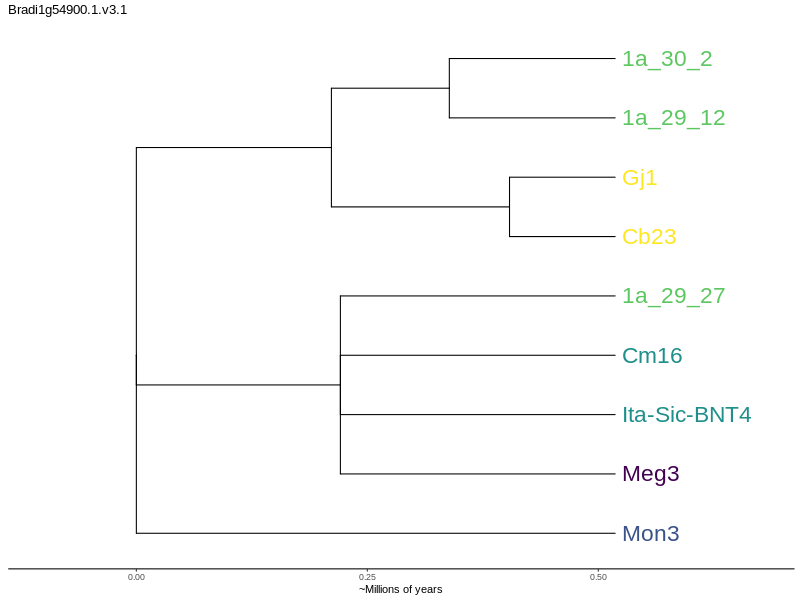 Bradi1g54900.1.v3.1
1a_30_2
1a_29_12
Gj1
Cb23
1a_29_27
Cm16
Ita-Sic-BNT4
Meg3
Mon3
0.00 0.25 0.50
~Millions of years